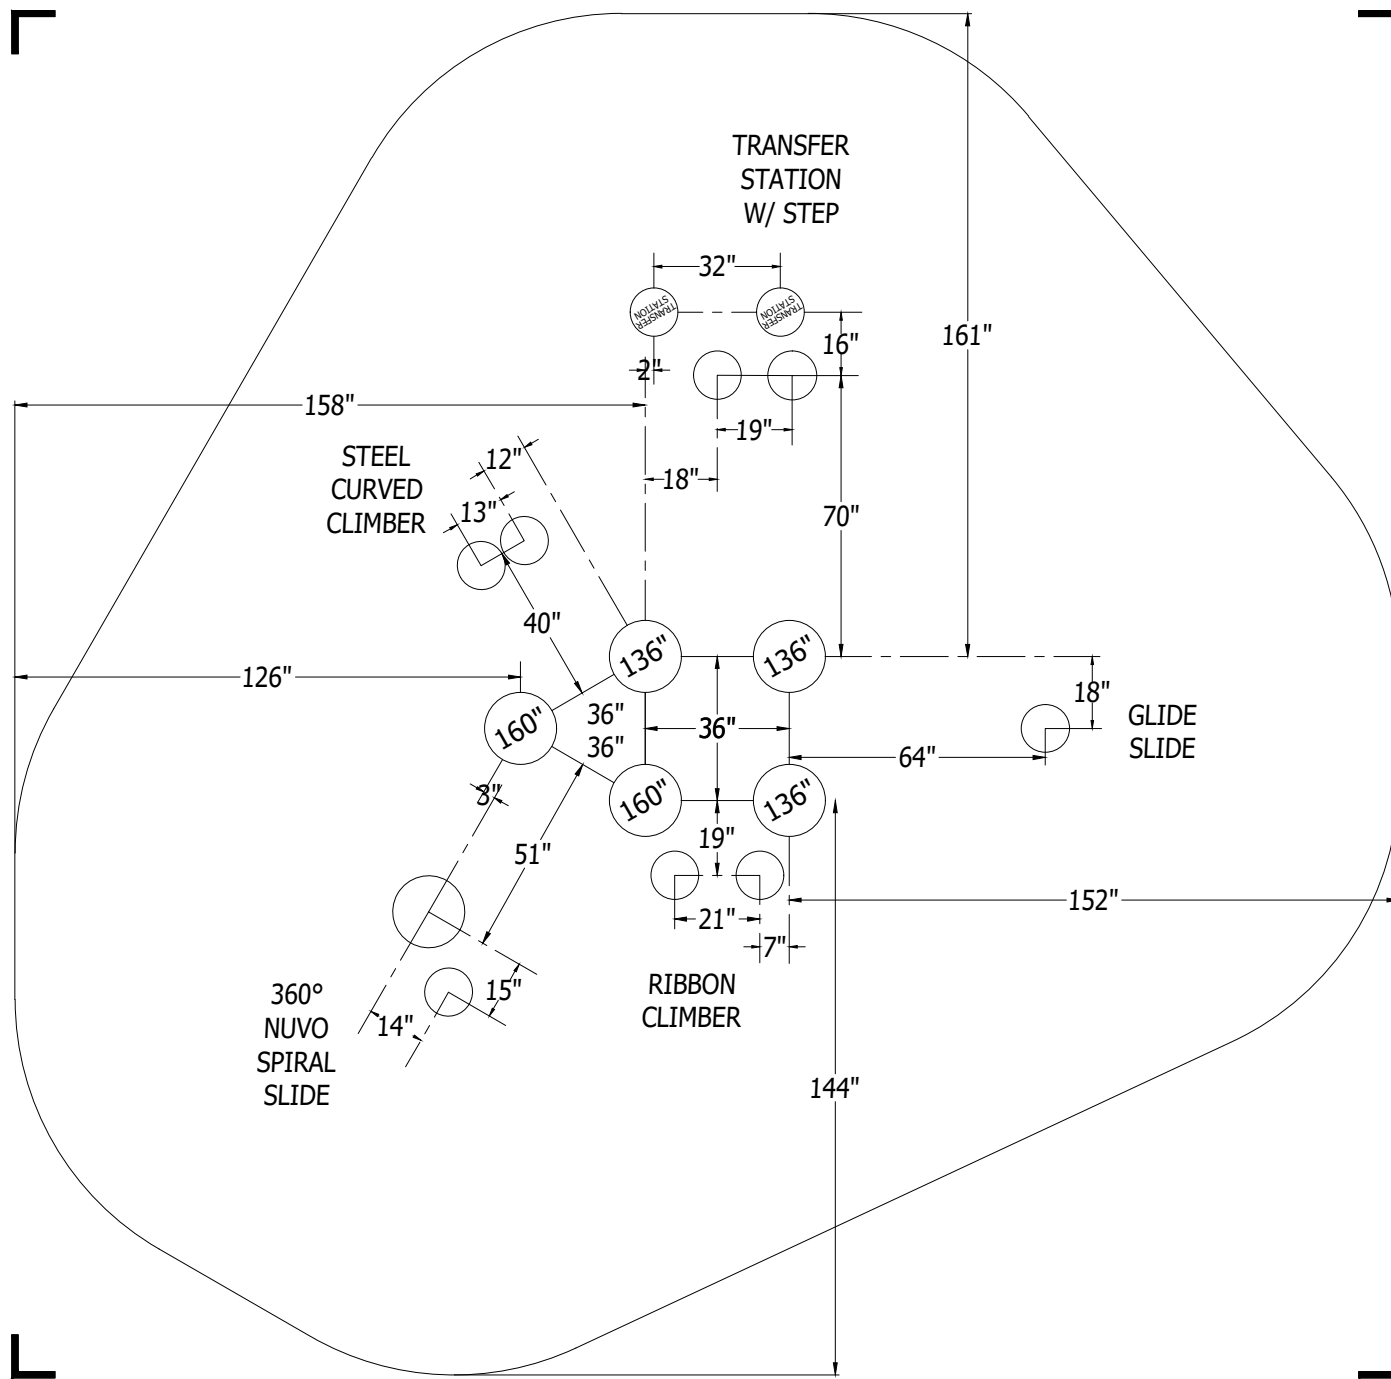 TRANSFER
STATION
W/ STEP
32"
TRANSFER
STATION
TRANSFER
STATION
161"
16"
2"
158"
19"
STEEL
CURVED
CLIMBER
12"
18"
13"
70"
40"
136"
136"
126"
18"
36"
36"
160"
36"
GLIDE
SLIDE
64"
3"
160"
136"
19"
51"
152"
21"
7"
15"
RIBBON
CLIMBER
360°
NUVO
SPIRAL
SLIDE
14"
144"